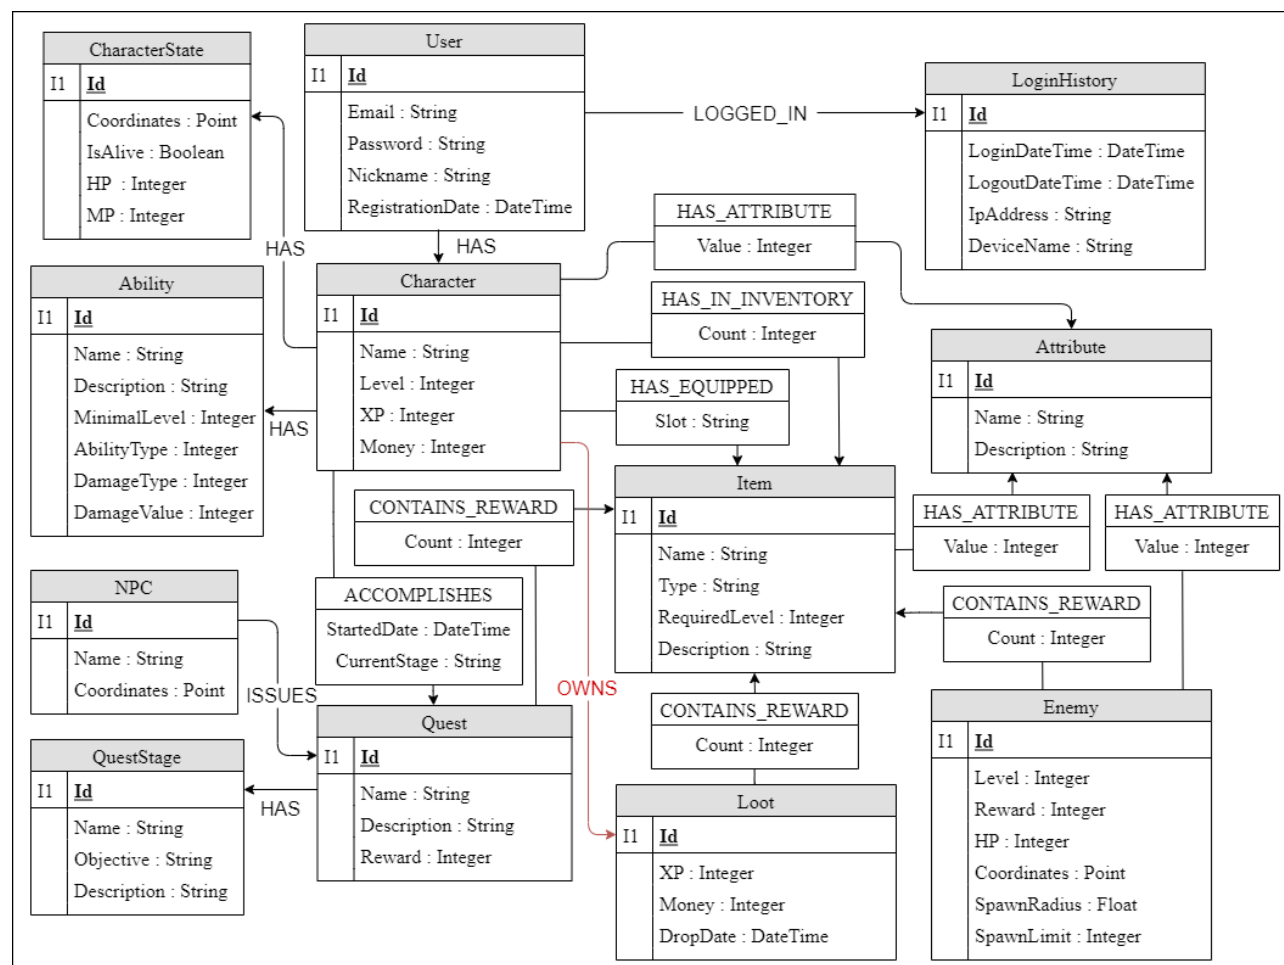 CharacterState
I1 Id
Coordinates : Point
IsAlive : Boolean
HP : Integer
MP : Integer
User
I1 Id
Email : String
Password : String
Nickname : String
RegistrationDate : DateTime
LOGGED_IN
LoginHistory
I1 Id
LoginDateTime : DateTime
LogoutDateTime : DateTime
IpAddress : String
DeviceName : String
HAS
HAS
HAS_ATTRIBUTE
Value : Integer
Ability
I1 Id
Name : String
Description : String
MinimalLevel : Integer
AbilityType : Integer
DamageType : Integer
DamageValue : Integer
HAS
Character
I1 Id
Name : String
Level : Integer
XP : Integer
Money : Integer
HAS_IN_INVENTORY
Count : Integer
HAS_EQUIPPED
Slot : String
Attribute
I1 Id
Name : String
Description : String
CONTAINS_REWARD
Count : Integer
Item
I1 Id
Name : String
Type : String
RequiredLevel : Integer
Description : String
HAS_ATTRIBUTE
Value : Integer
HAS_ATTRIBUTE
Value : Integer
NPC
I1 Id
Name : String
Coordinates : Point
ISSUES
ACCOMPLISHES
StartedDate : DateTime
CurrentStage : String
OWNS
CONTAINS_REWARD
Count : Integer
CONTAINS_REWARD
Count : Integer
QuestStage
I1 Id
Name : String
Objective : String
Description : String
HAS
Quest
I1 Id
Name : String
Description : String
Reward : Integer
Loot
I1 Id
XP : Integer
Money : Integer
DropDate : DateTime
Enemy
I1 Id
Level : Integer
Reward : Integer
HP : Integer
Coordinates : Point
SpawnRadius : Float
SpawnLimit : Integer